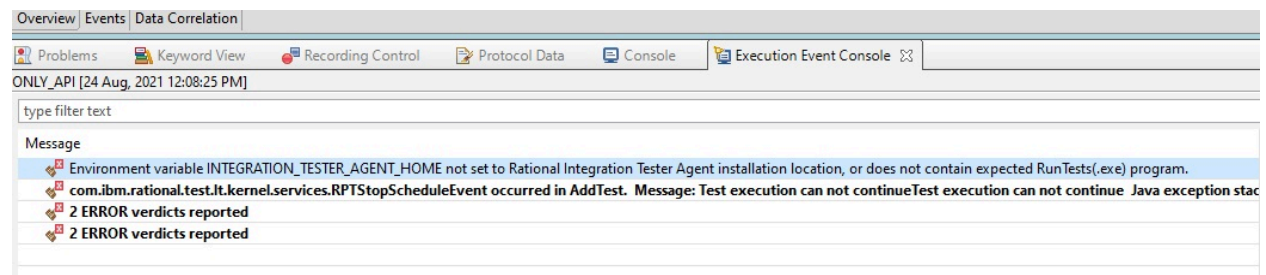 Overview Events Data Correlation
Problems Keyword View Recording Control Protocol Data Console Execution Event Console
ONLY_API [24 Aug, 2021 12:08:25 PM]
type filter text
Message
Environment variable INTEGRATION_TESTER_AGENT_HOME not set to Rational Integration Tester Agent installation location, or does not contain expected RunTests(.exe) program.
com.ibm.rational.test.lt.kernel.services.RPTStopScheduleEvent occurred in AddTest. Message: Test execution can not continueTest execution can not continue Java exception stac
2 ERROR verdicts reported
2 ERROR verdicts reported